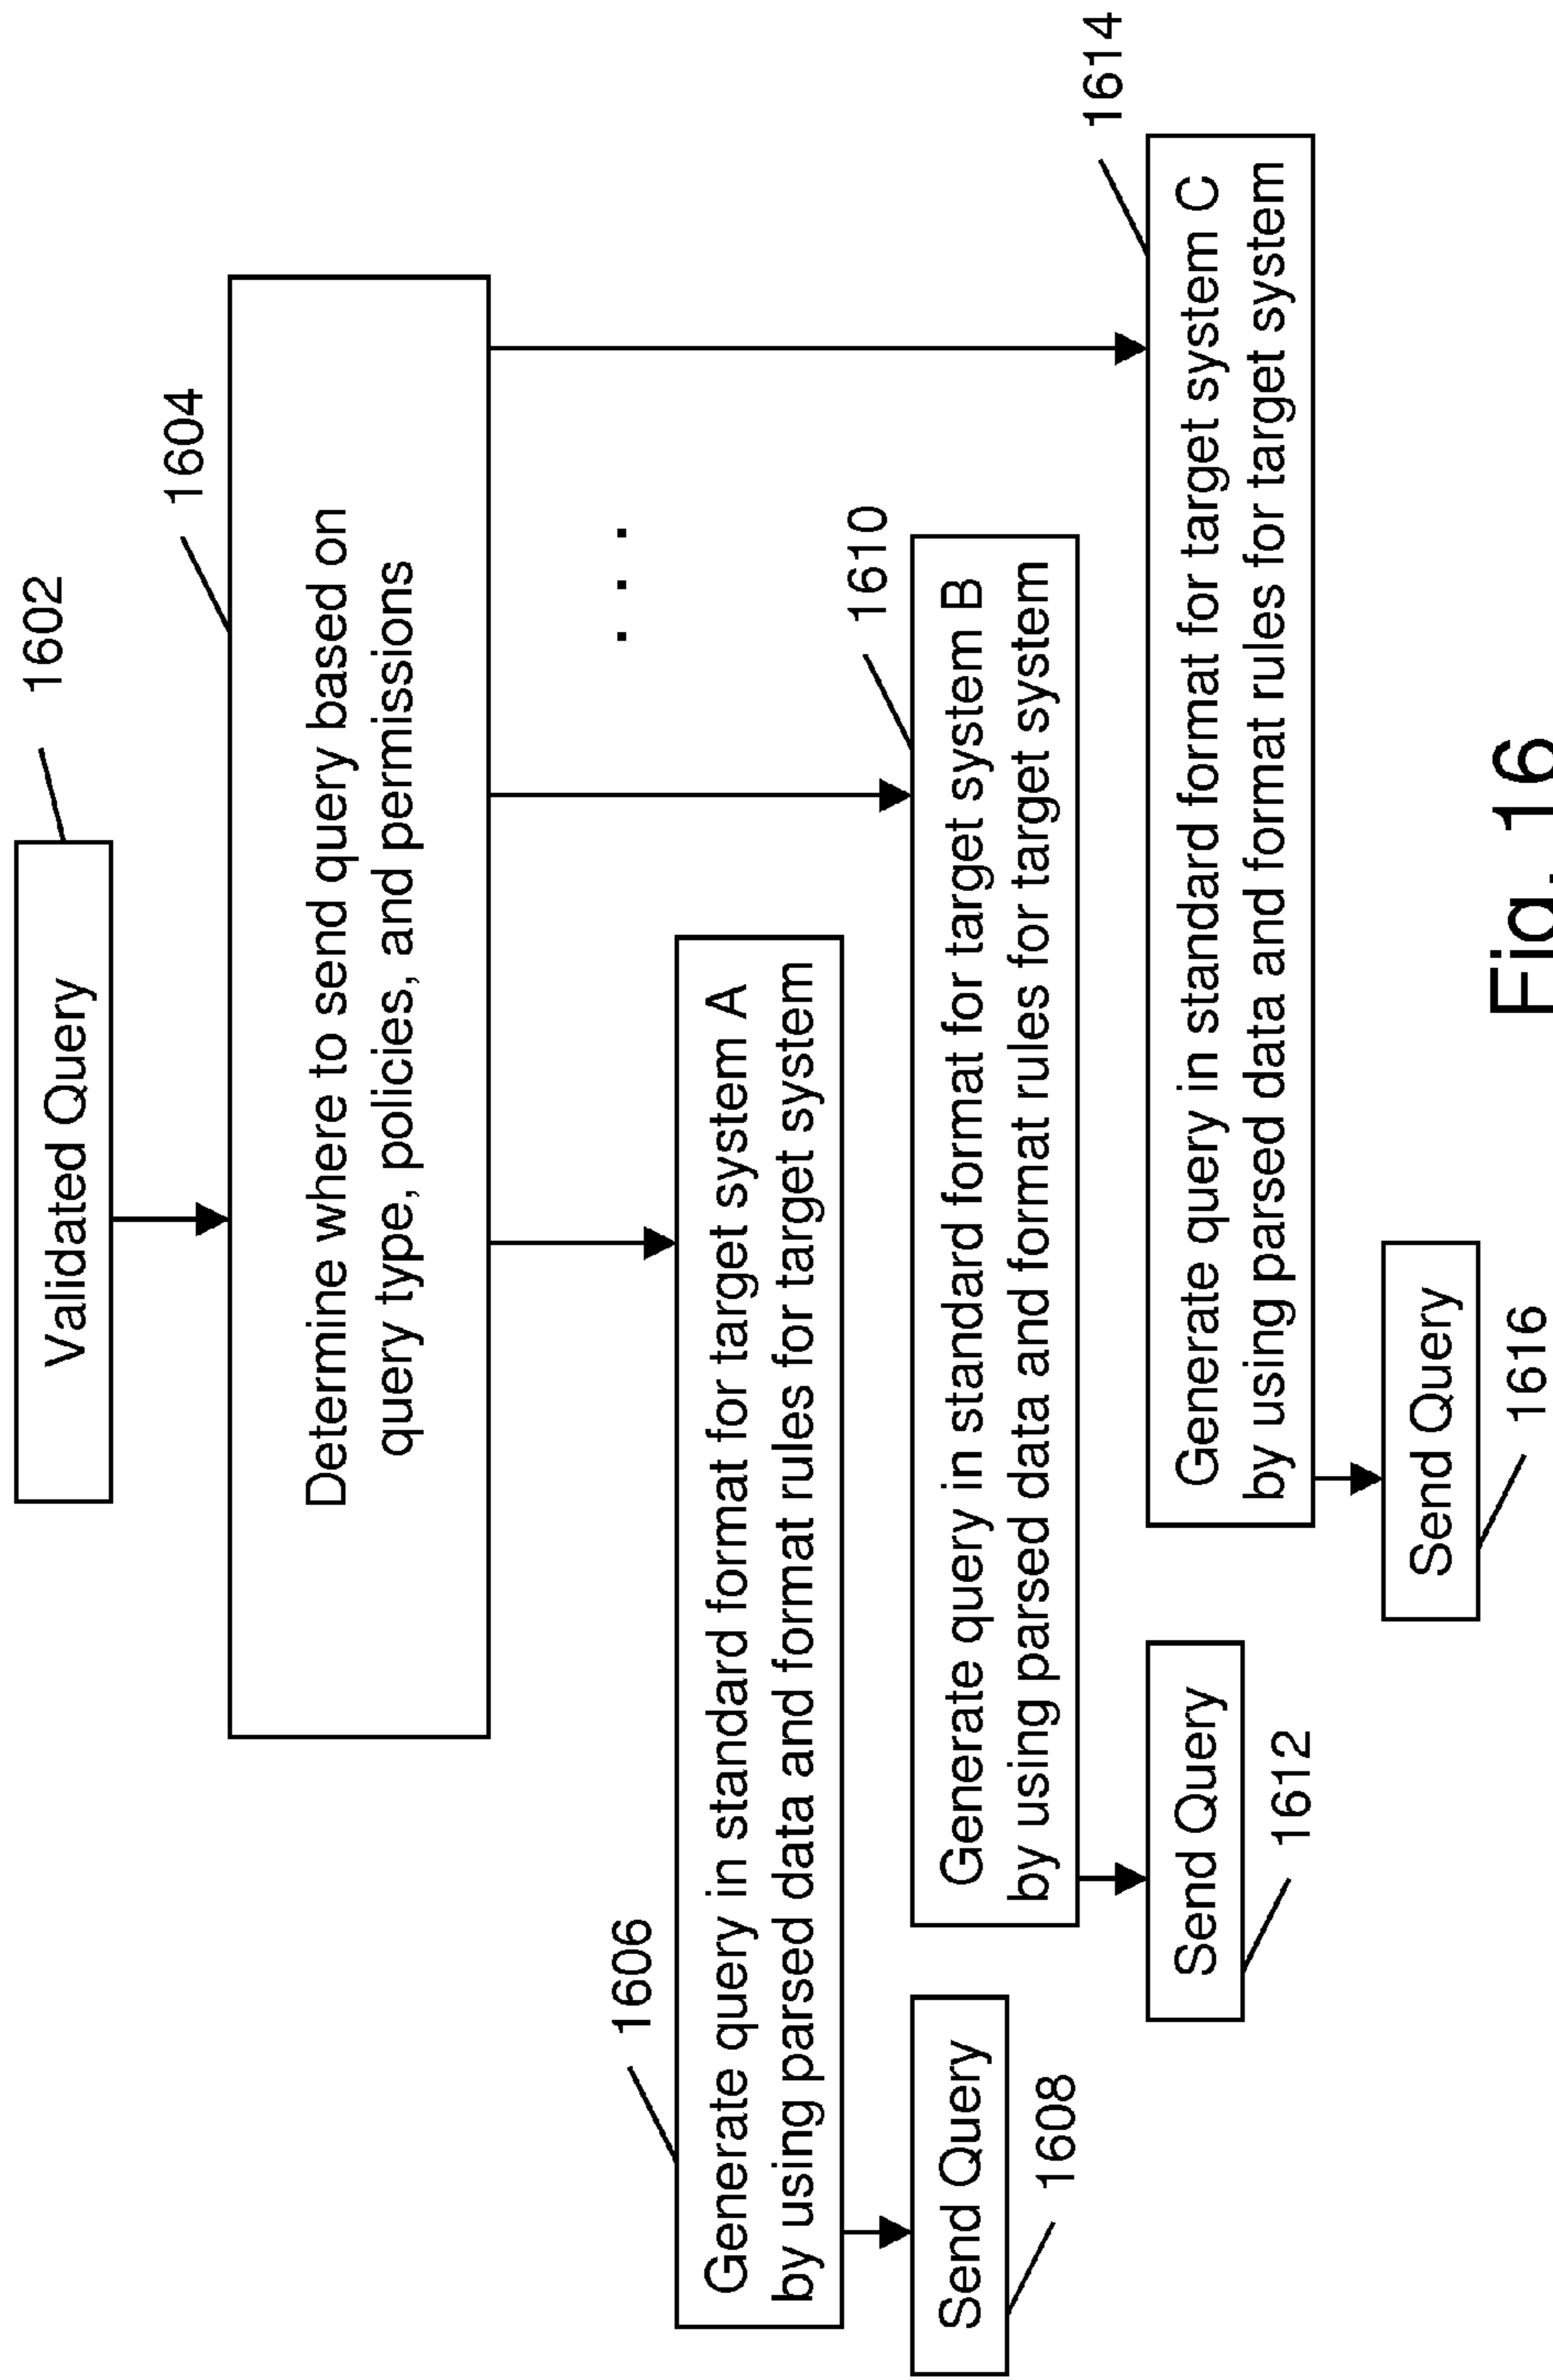 Validated Query
1602
1604
Determine where to send query based on
query type, policies, and permissions
. . .
1606
Generate query in standard format for target system A
by using parsed data and format rules for target system
1610
Send Query
1608
Generate query in standard format for target system B
by using parsed data and format rules for target system
1614
Send Query
1612
Generate query in standard format for target system C
by using parsed data and format rules for target system
Send Query
1616
Fig. 16